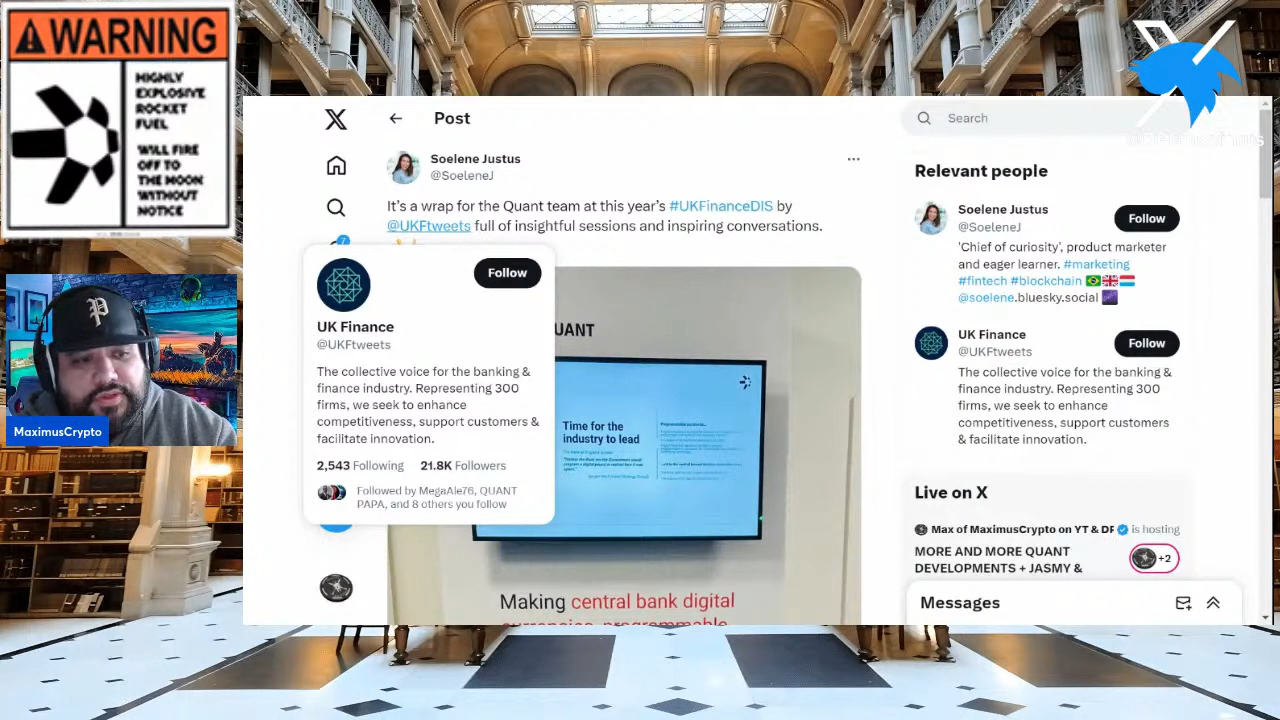 WARNING
HIGHLY
EXPLOSIVE
ROCKET
FUEL
WILL FIRE
OFF TO
THE MOON
WITHOUT
NOTICE
P
MaximusCrypto
Post
Soelene Justus
@SoeleneJ
It's a wrap for the Quant team at this year's #UKFinanceDIS by
@UKFtweets full of insightful sessions and inspiring conversations.
7
Follow
UK Finance
@UKFtweets
The collective voice for the banking &
finance industry. Representing 300
firms, we seek to enhance
competitiveness, support customers &
facilitate innovation.
2,543 Following 21.8K Followers
Followed by MegaAle76, QUANT
PAPA, and 8 others you follow
UANT
Time for the
industry to lead
Making central bank digital
currencies, programmable
Search
Relevant people
Soelene Justus
@SoeleneJ
Follow
'Chief of curiosity', product marketer
and eager learner. #marketing
#fintech #blockchain
@soelene.bluesky.social
UK Finance
@UKFtweets
Follow
The collective voice for the banking &
finance industry. Representing 300
firms, we seek to enhance
competitiveness, support customers
& facilitate innovation.
Live on X
Max of MaximusCrypto on YT & DF is hosting
MORE AND MORE QUANT
DEVELOPMENTS + JASMY &
+2
Messages